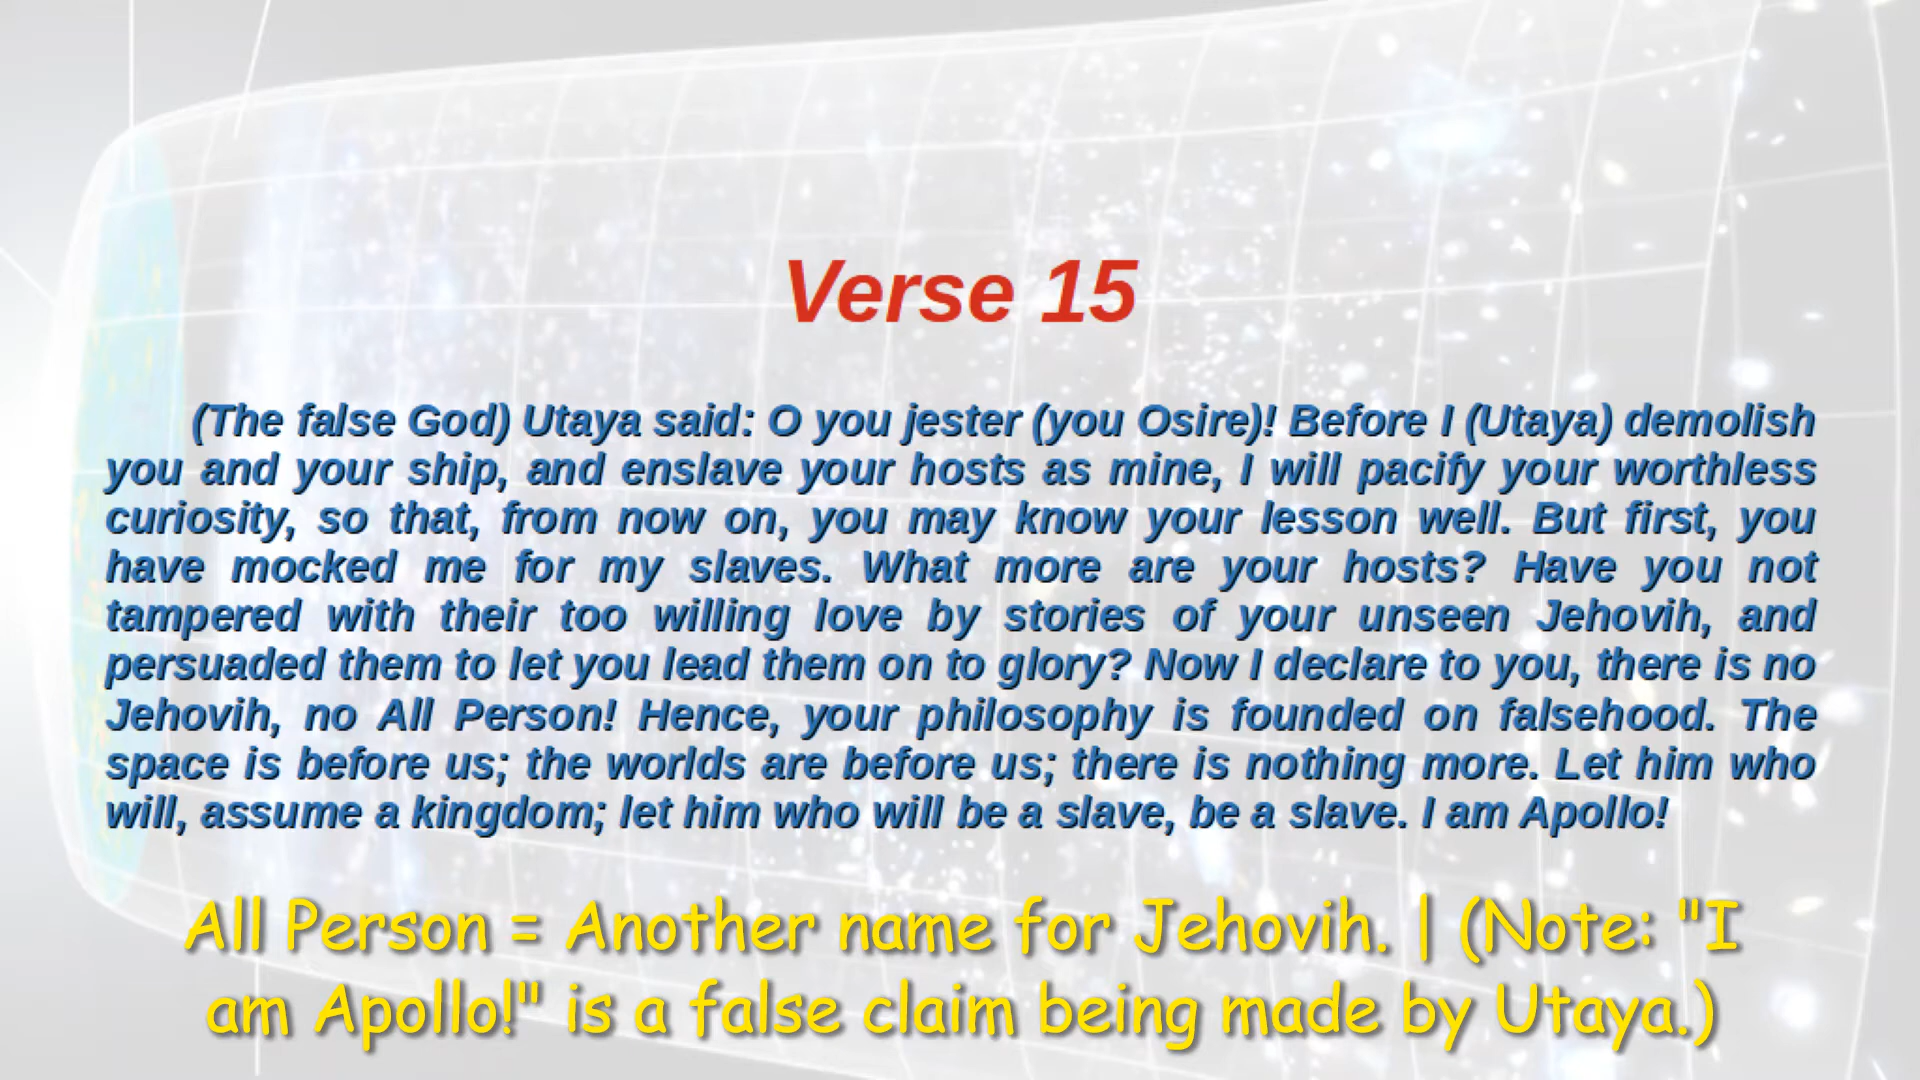 Verse 15
(The false God) Utaya said: O you jester (you Osire)! Before I (Utaya) demolish
you and your ship, and enslave your hosts as mine, I will pacify your worthless
curiosity, so that, from now on, you may know your lesson well. But first, you
have mocked me for my slaves. What more are your hosts? Have you not
tampered with their too willing love by stories of your unseen Jehovih, and
persuaded them to let you lead them on to glory? Now I declare to you, there is no
Jehovih, no All Person! Hence, your philosophy is founded on falsehood. The
space is before us; the worlds are before us; there is nothing more. Let him who
will, assume a kingdom; let him who will be a slave, be a slave. I am Apollo!
All Person = Another name for Jehovih. | (Note: "I
am Apollo!" is a false claim being made by Utaya.)